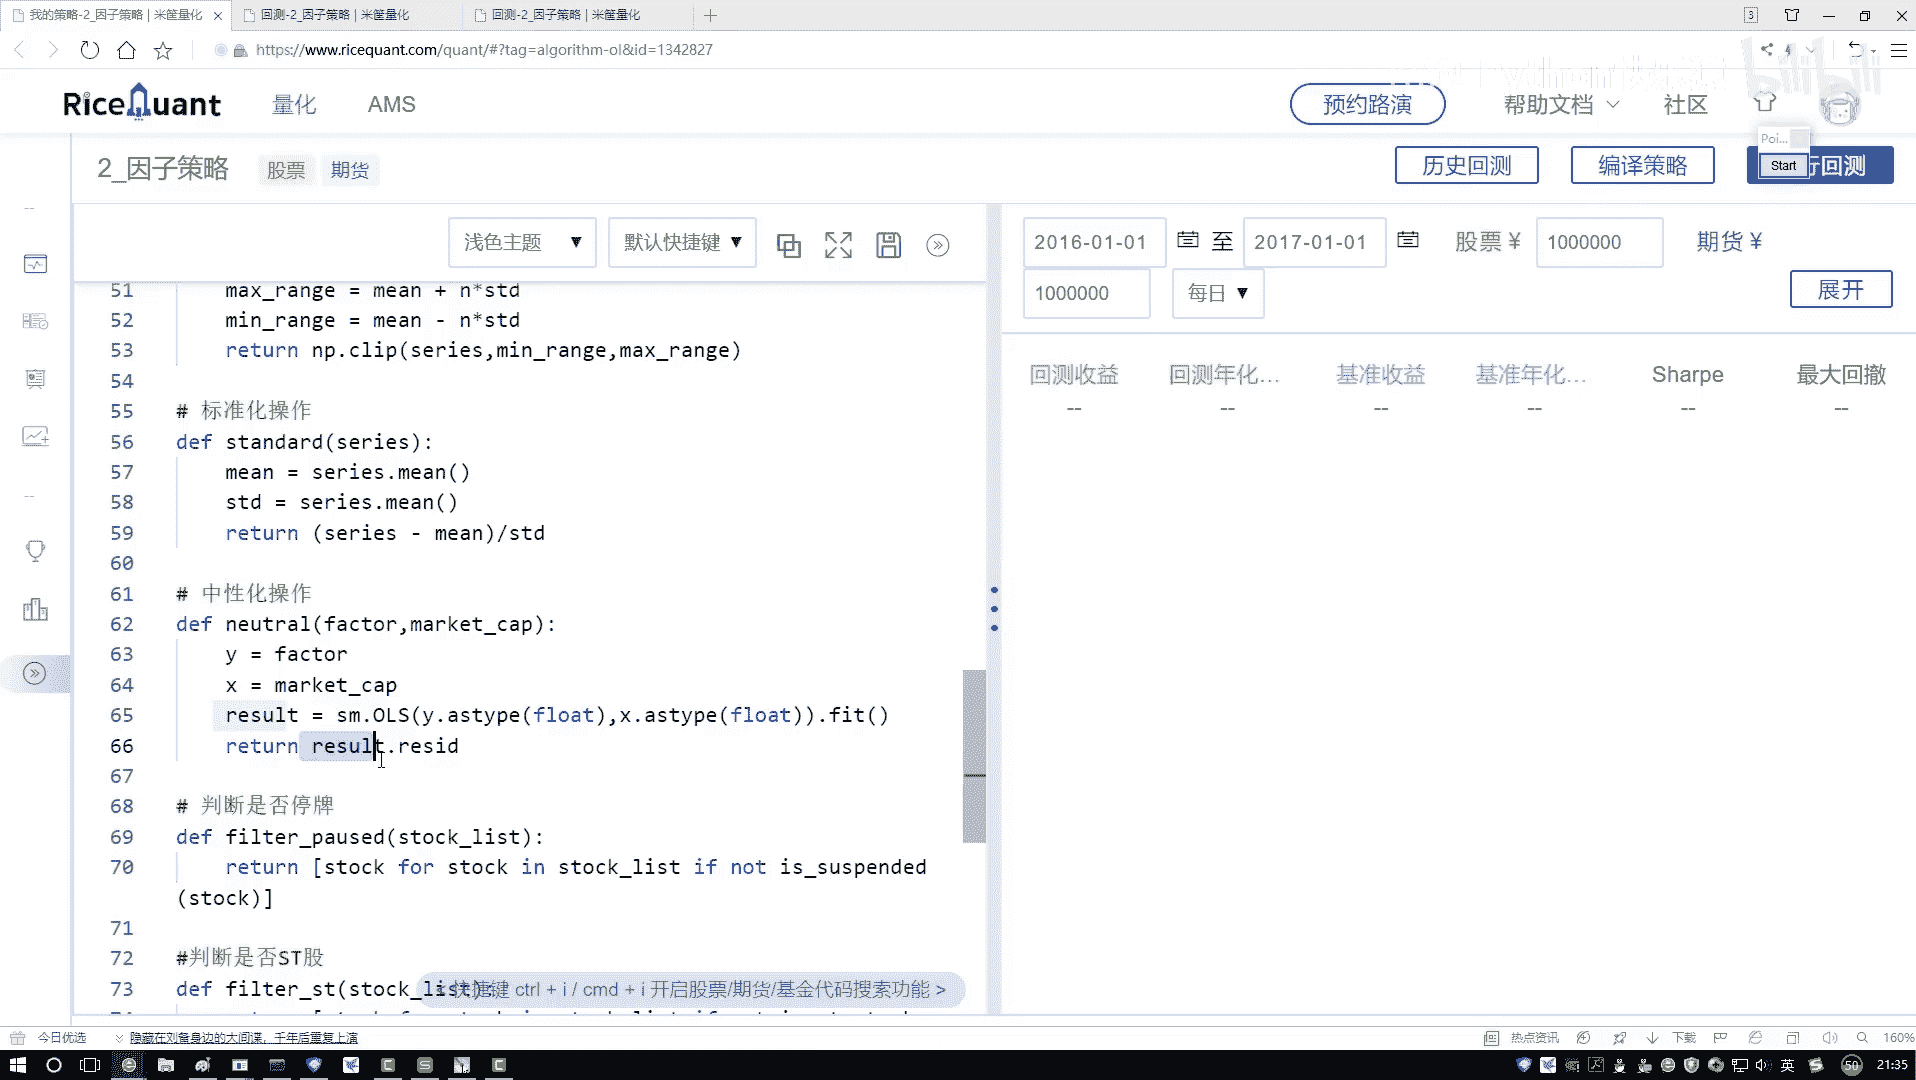 我的策略-2_因子策略 | 米筐量化
回测-2_因子策略 | 米筐量化
回测-2_因子策略 | 米筐量化
3
https://www.ricequant.com/quant/#?tag=algorithm-ol&id=1342827
bilibili
RiceQuant
量化
AMS
预约路演
帮助文档
社区
Poi...
2_因子策略
股票
期货
历史回测
编译策略
Start
行回测
浅色主题 ▼
默认快捷键 ▼
2016-01-01
至
2017-01-01
股票 ¥
1000000
期货 ¥
1000000
每日 ▼
展开
回测收益
回测年化...
基准收益
基准年化...
Sharpe
最大回撤
--
--
--
--
--
--
51 max_range = mean + n*std
52 min_range = mean - n*std
53 return np.clip(series,min_range,max_range)
54
55 # 标准化操作
56 def standard(series):
57 mean = series.mean()
58 std = series.mean()
59 return (series - mean)/std
60
61 # 中性化操作
62 def neutral(factor,market_cap):
63 y = factor
64 x = market_cap
65 result = sm.OLS(y.astype(float),x.astype(float)).fit()
66 return result.resid
67
68 # 判断是否停牌
69 def filter_paused(stock_list):
70 return [stock for stock in stock_list if not is_suspended
(stock)]
71
72 #判断是否ST股
73 def filter_st(stock_list):
快捷键 ctrl + i / cmd + i 开启股票/期货/基金代码搜索功能 >
今日优选
隐藏在刘备身边的大间谍，千年后重复上演
热点资讯
下载
160%
英
50
21:35